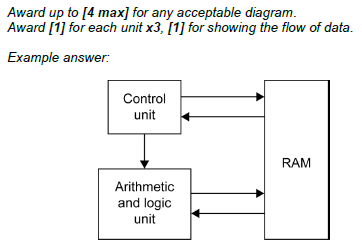 Award up to [4 max] for any acceptable diagram.
Award [1] for each unit x3, [1] for showing the flow of data.
Example answer:
Control
unit
RAM
Arithmetic
and logic
unit